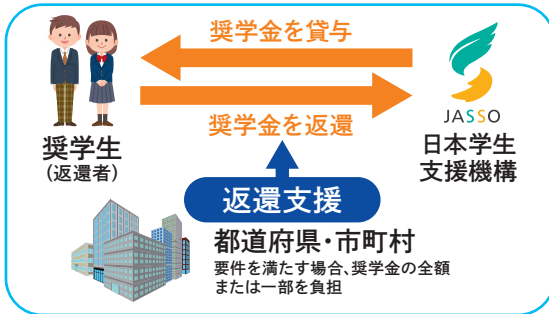 奨学金を貸与
JASSO
奨学金を返還
奨学生
(返還者)
日本学生
支援機構
返還支援
都道府県・市町村
要件を満たす場合、奨学金の全額
または一部を負担